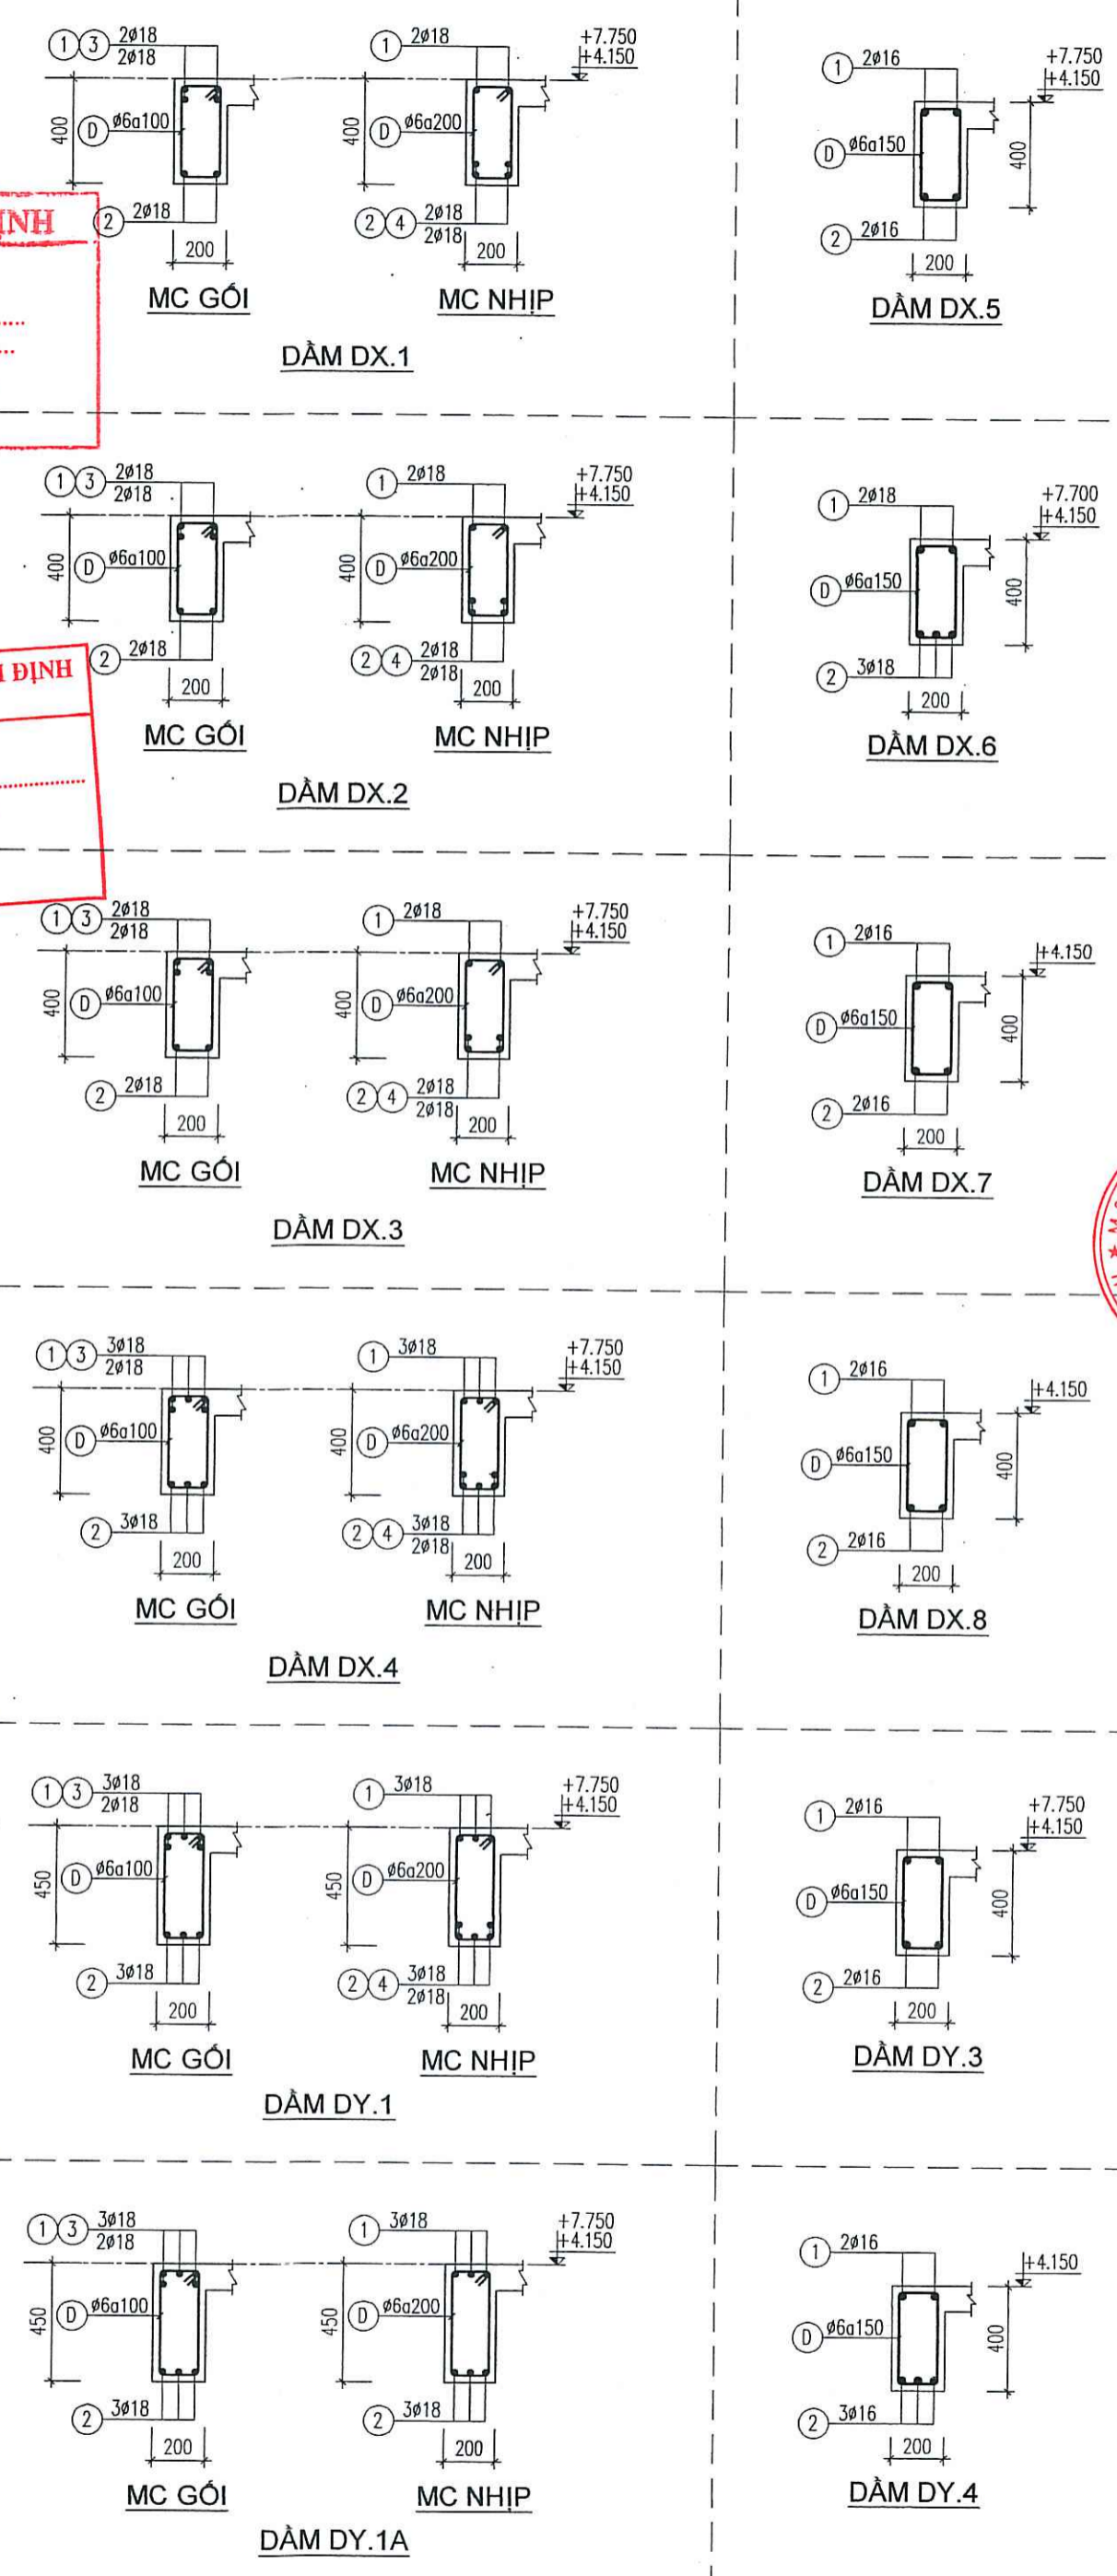 1 3 2ø18
2ø18
D ø6a100
400
2 2ø18
200
MC GỐI
1 2ø18
+7.750
+4.150
D ø6a200
400
2 4 2ø18
2ø18
200
MC NHỊP
DẦM DX.1
1 2ø16
+7.750
+4.150
D ø6a150
400
2 2ø16
200
DẦM DX.5
1 3 2ø18
2ø18
D ø6a100
400
2 2ø18
200
MC GỐI
1 2ø18
+7.750
+4.150
D ø6a200
400
2 4 2ø18
2ø18
200
MC NHỊP
DẦM DX.2
ĐỊNH
1 2ø18
+7.700
+4.150
D ø6a150
400
2 3ø18
200
DẦM DX.6
1 3 2ø18
2ø18
D ø6a100
400
2 2ø18
200
MC GỐI
1 2ø18
+7.750
+4.150
D ø6a200
400
2 4 2ø18
2ø18
200
MC NHỊP
DẦM DX.3
1 2ø16
+4.150
D ø6a150
400
2 2ø16
200
DẦM DX.7
1 3 3ø18
2ø18
D ø6a100
400
2 3ø18
200
MC GỐI
1 3ø18
+7.750
+4.150
D ø6a200
400
2 4 3ø18
2ø18
200
MC NHỊP
DẦM DX.4
1 2ø16
+4.150
D ø6a150
400
2 2ø16
200
DẦM DX.8
1 3 3ø18
2ø18
D ø6a100
450
2 3ø18
200
MC GỐI
1 3ø18
+7.750
+4.150
D ø6a200
450
2 4 3ø18
2ø18
200
MC NHỊP
DẦM DY.1
1 2ø16
+7.750
+4.150
D ø6a150
400
2 2ø16
200
DẦM DY.3
1 3 3ø18
2ø18
D ø6a100
450
2 3ø18
200
MC GỐI
1 3ø18
+7.750
+4.150
D ø6a200
450
2 3ø18
200
MC NHỊP
DẦM DY.1A
1 2ø16
+4.150
D ø6a150
400
2 3ø16
200
DẦM DY.4